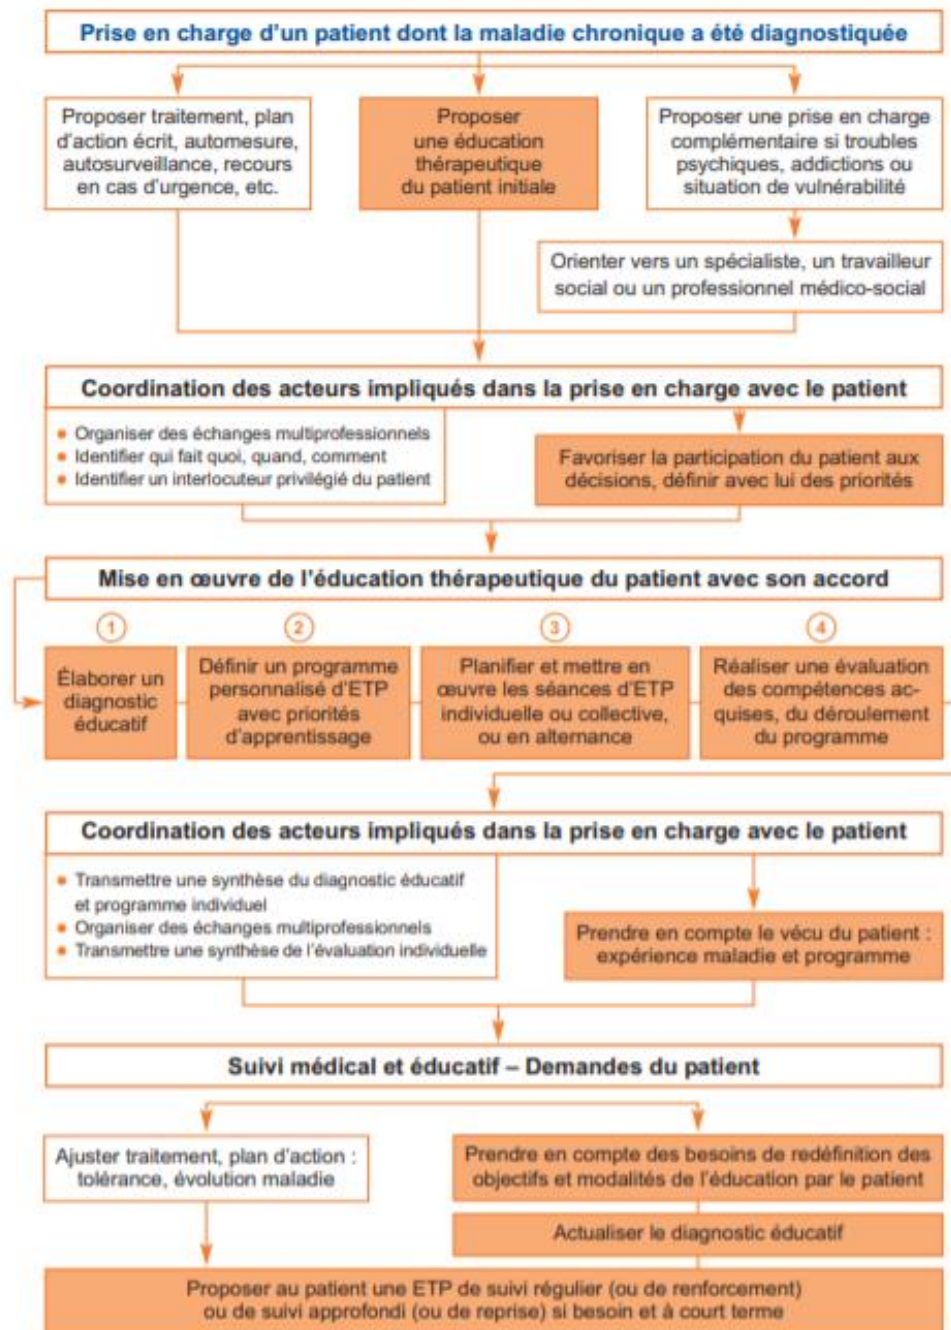 Prise en charge d'un patient dont la maladie chronique a été diagnostiquée
Proposer traitement, plan
d'action écrit, automesure,
autosurveillance, recours
en cas d'urgence, etc.
Proposer
une éducation
thérapeutique
du patient initiale
Proposer une prise en charge
complémentaire si troubles
psychiques, addictions ou
situation de vulnérabilité
Orienter vers un spécialiste, un travailleur
social ou un professionnel médico-social
Coordination des acteurs impliqués dans la prise en charge avec le patient
• Organiser des échanges multiprofessionnels
• Identifier qui fait quoi, quand, comment
• Identifier un interlocuteur privilégié du patient
Favoriser la participation du patient aux
décisions, définir avec lui des priorités
Mise en œuvre de l'éducation thérapeutique du patient avec son accord
1
Élaborer un
diagnostic
éducatif
2
Définir un programme
personnalisé d'ETP
avec priorités
d'apprentissage
3
Planifier et mettre en
œuvre les séances d'ETP
individuelle ou collective,
ou en alternance
4
Réaliser une évaluation
des compétences ac-
quises, du déroulement
du programme
Coordination des acteurs impliqués dans la prise en charge avec le patient
• Transmettre une synthèse du diagnostic éducatif
et programme individuel
• Organiser des échanges multiprofessionnels
• Transmettre une synthèse de l'évaluation individuelle
Prendre en compte le vécu du patient :
expérience maladie et programme
Suivi médical et éducatif – Demandes du patient
Ajuster traitement, plan d'action :
tolérance, évolution maladie
Prendre en compte des besoins de redéfinition des
objectifs et modalités de l'éducation par le patient
Actualiser le diagnostic éducatif
Proposer au patient une ETP de suivi régulier (ou de renforcement)
ou de suivi approfondi (ou de reprise) si besoin et à court terme